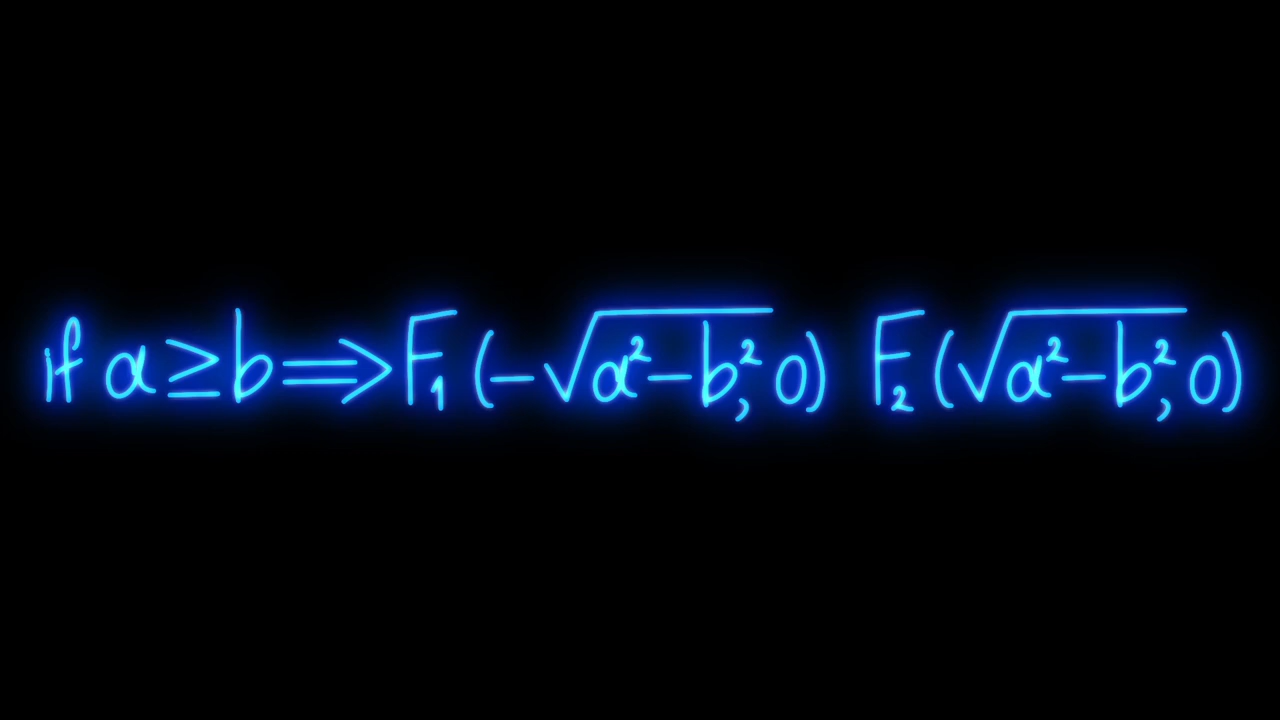 if a ≥ b ⟹ F₁ (-√a²-b², 0) F₂ (√a²-b², 0)